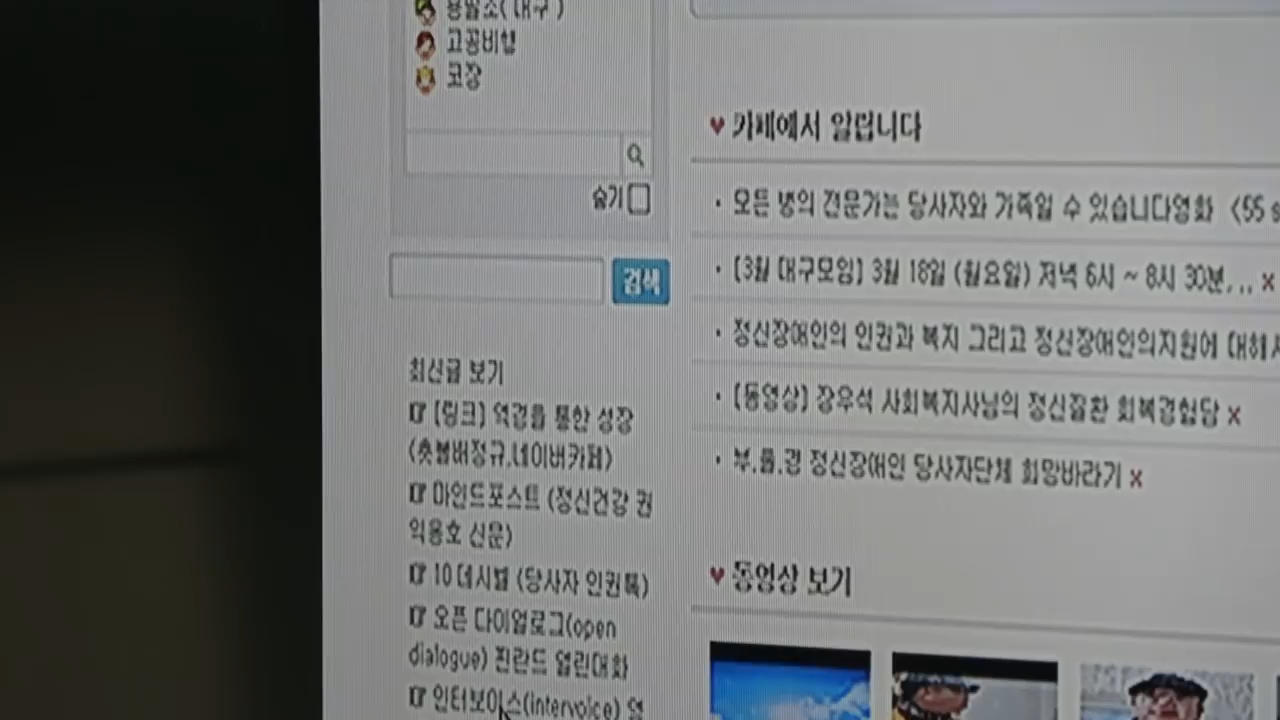 고공비행
코장
숨기
검색
최신글 보기
☞ [링크] 역경을 통한 성장
(촛불배정규,네이버카페)
☞ 마인드포스트 (정신건강 권
익옹호 신문)
☞ 10데시벨 (당사자 인권톡)
☞ 오픈 다이얼로그(open
dialogue) 핀란드 열린대화
☞ 인터보이스(intervoice)
♥ 카페에서 알립니다
· 모든 병의 전문가는 당사자와 가족일 수 있습니다영화 <55
· [3월 대구모임] 3월 18일 (월요일) 저녁 6시 ~ 8시 30분,..
· 정신장애인의 인권과 복지 그리고 정신장애인의지원에 대해서
· [동영상] 장우석 사회복지사님의 정신질환 회복경험담
· 부.울.경 정신장애인 당사자단체 희망바라기
♥ 동영상 보기